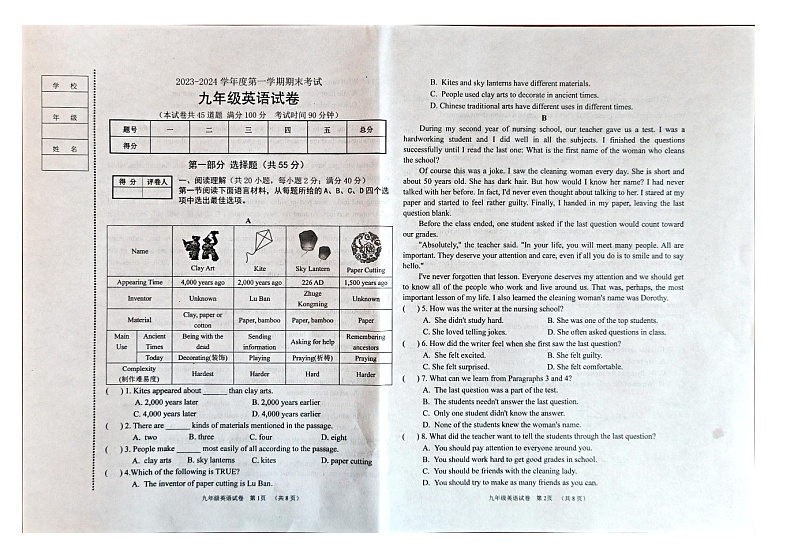 学 校
年 级
姓 名
2023-2024 学年度第一学期期末考试
九年级英语试卷
(本试卷共 45 道题 满分 100 分 考试时间 90 分钟)
题号 一 二 三 四 五 总分
得分
第一部分 选择题(共 55 分)
得 分 评卷人
一、阅读理解(共 20 小题, 每小题 2 分; 满分 40 分)
第一节阅读下面语言材料, 从每题所给的 A、B、C、D 四个选
项中选出最佳选项。
A
Name Clay Art Kite Sky Lantern Paper Cutting
Appearing Time 4,000 years ago 2,000 years ago 226 AD 1,500 years ago
Inventor Unknown Lu Ban Zhuge Kongming Unknown
Material Clay, paper or cotton Paper, bamboo Paper, bamboo Paper
Main Use Ancient Times Being with the dead Sending information Asking for help Remembering ancestors
Today Decorating(装饰) Playing Praying(祈祷) Praying
Complexity (制作难易度) Hardest Harder Hard Harder
( ) 1. Kites appeared about ______ than clay arts.
A. 2,000 years later B. 2,000 years earlier
C. 4,000 years later D. 4,000 years earlier
( ) 2. There are ______ kinds of materials mentioned in the passage.
A. two B. three C. four D. eight
( ) 3. People make ______ most easily of all according to the passage.
A. clay arts B. sky lanterns C. kites D. paper cutting
( ) 4.Which of the following is TRUE?
A. The inventor of paper cutting is Lu Ban.
九年级英语试卷 第 1页 (共 8 页)
B. Kites and sky lanterns have different materials.
C. People used clay arts to decorate in ancient times.
D. Chinese traditional arts have different uses in different times.
B
During my second year of nursing school, our teacher gave us a test. I was a
hardworking student and I did well in all the subjects. I finished the questions
successfully until I read the last one: What is the first name of the woman who cleans
the school?
Of course this was a joke. I saw the cleaning woman every day. She is short and
about 50 years old. She has dark hair. But how would I know her name? I had never
talked with her before. In fact, I'd never even thought about talking to her. I stared at my
paper and started to feel rather guilty. Finally, I handed in my paper, leaving the last
question blank.
Before the class ended, one student asked if the last question would count toward
our grades.
"Absolutely," the teacher said. "In your life, you will meet many people. All are
important. They deserve your attention and care, even if all you do is to smile and to say
hello."
I've never forgotten that lesson. Everyone deserves my attention and we should get
to know all of the people who work and live around us. That was, perhaps, the most
important lesson of my life. I also learned the cleaning woman's name was Dorothy.
( ) 5. How was the writer at the nursing school?
A. She didn't study hard. B. She was one of the top students.
C. She loved telling jokes. D. She often asked questions in class.
( ) 6. How did the writer feel when she first saw the last question?
A. She felt excited. B. She felt guilty.
C. She felt surprised. D. She felt comfortable.
( ) 7. What can we learn from Paragraphs 3 and 4?
A. The last question was a part of the test.
B. The students needn't answer the last question.
C. Only one student didn't know the answer.
D. None of the students knew the woman's name.
( ) 8. What did the teacher want to tell the students through the last question?
A. You should pay attention to everyone around you.
B. You should work hard to get good grades in school.
C. You should be friends with the cleaning lady.
D. You should try to make as many friends as you can.
九年级英语试卷 第 2页 (共 8 页)